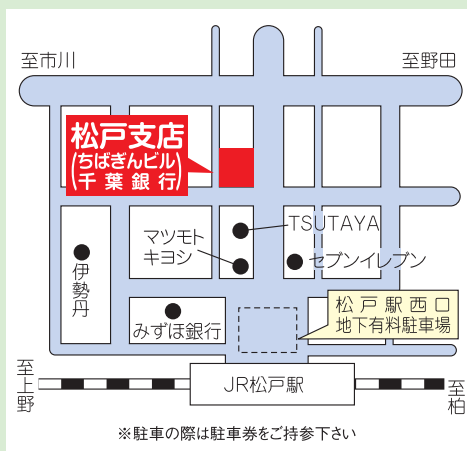 至市川
至野田
松戸支店
(ちばぎんビル)
(千葉銀行)
TSUTAYA
マツモト
キヨシ
セブンイレブン
伊勢丹
松戸駅西口
地下有料駐車場
みずほ銀行
至上野
JR松戸駅
至柏
※駐車の際は駐車券をご持参下さい